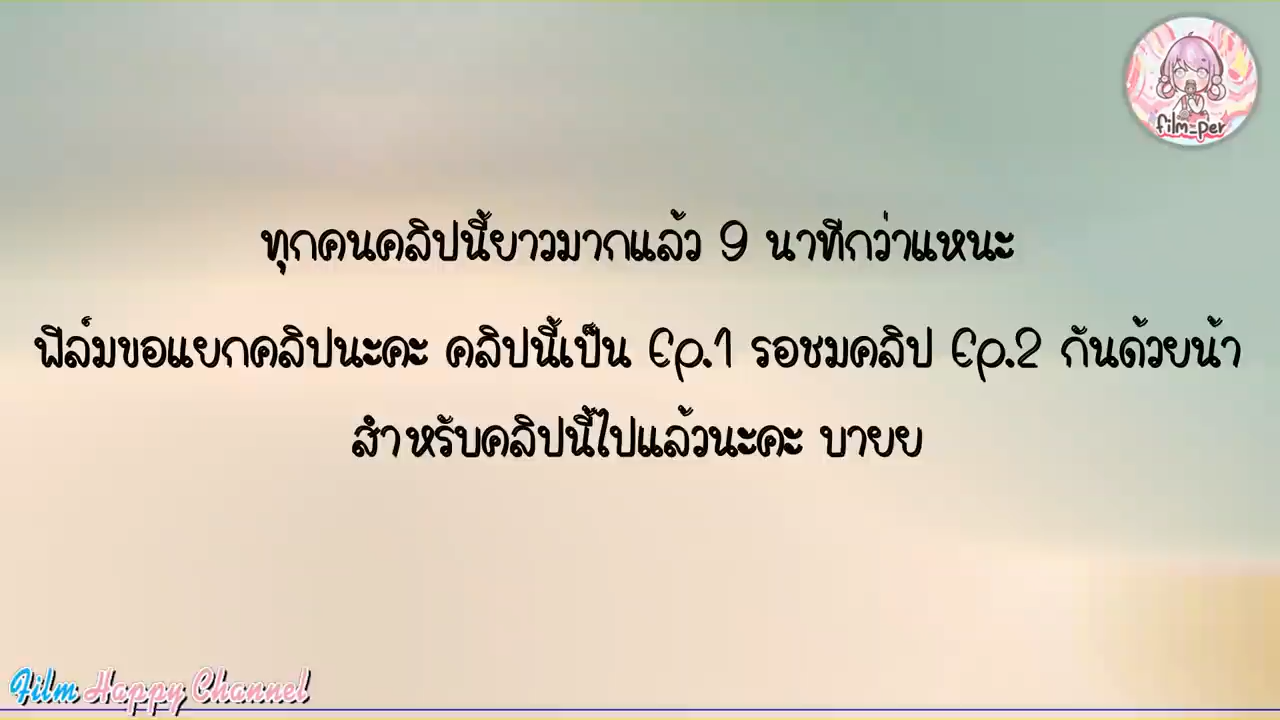 film=per
ทุกคนคลิปนี้ยาวมากแล้ว 9 นาทีกว่าแหนะ
ฟิล์มขอแยกคลิปนะคะ คลิปนี้เป็น Ep.1 รอชมคลิป Ep.2 กันด้วยน้า
สำหรับคลิปนี้ไปแล้วนะคะ บายย
Film Happy Channel